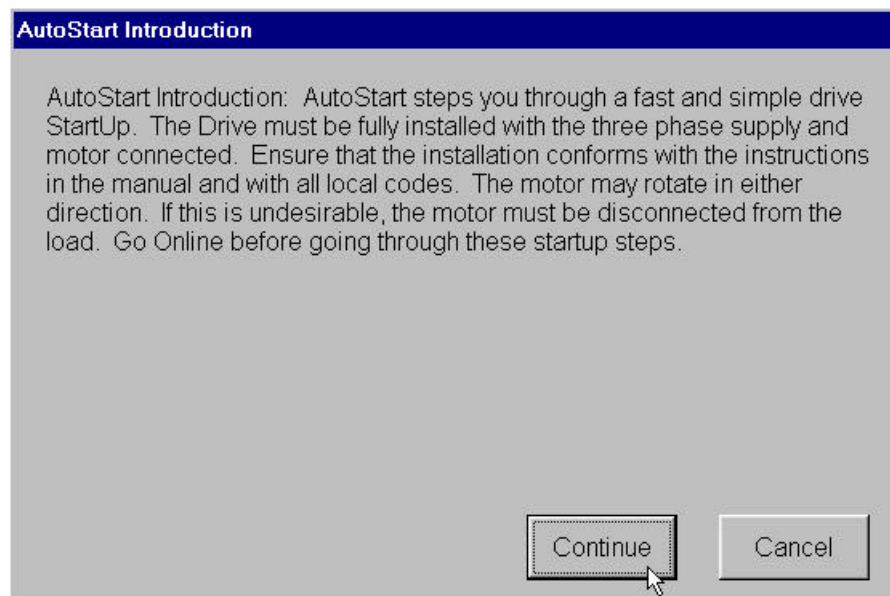 AutoStart Introduction
AutoStart Introduction:  AutoStart steps you through a fast and simple drive
StartUp.  The Drive must be fully installed with the three phase supply and
motor connected.  Ensure that the installation conforms with the instructions
in the manual and with all local codes.  The motor may rotate in either
direction.  If this is undesirable, the motor must be disconnected from the
load.  Go Online before going through these startup steps.
Continue
Cancel